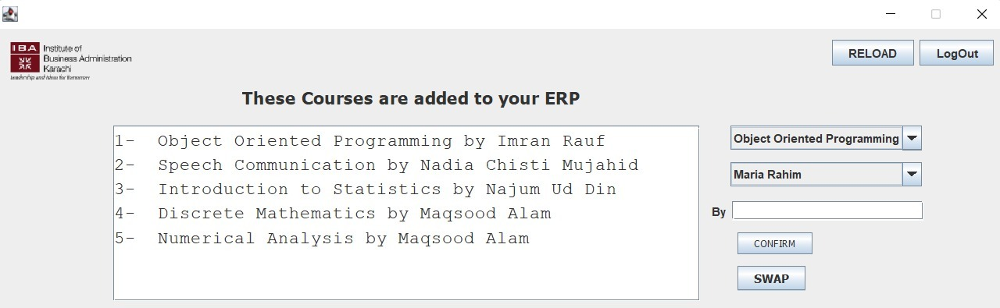 IBA Institute of
Business Administration
Karachi
Leadership and Ideas for Tomorrow
RELOAD LogOut
These Courses are added to your ERP
1- Object Oriented Programming by Imran Rauf
2- Speech Communication by Nadia Chisti Mujahid
3- Introduction to Statistics by Najum Ud Din
4- Discrete Mathematics by Maqsood Alam
5- Numerical Analysis by Maqsood Alam
Object Oriented Programming
Maria Rahim
By
CONFIRM
SWAP